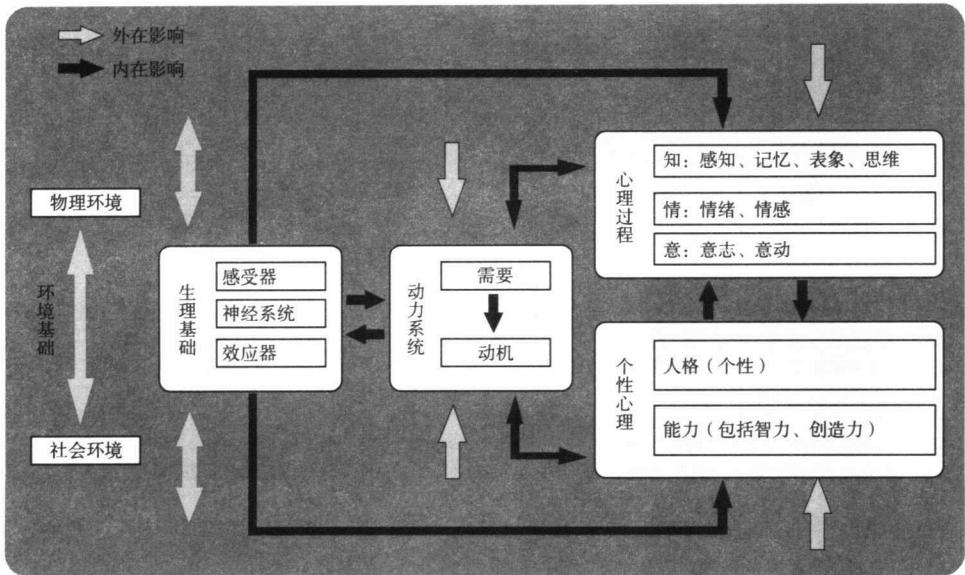 外在影响
内在影响
物理环境
环境基础
社会环境
生理基础
感受器
神经系统
效应器
动力系统
需要
动机
心理过程
知：感知、记忆、表象、思维
情：情绪、情感
意：意志、意动
个性心理
人格（个性）
能力（包括智力、创造力）